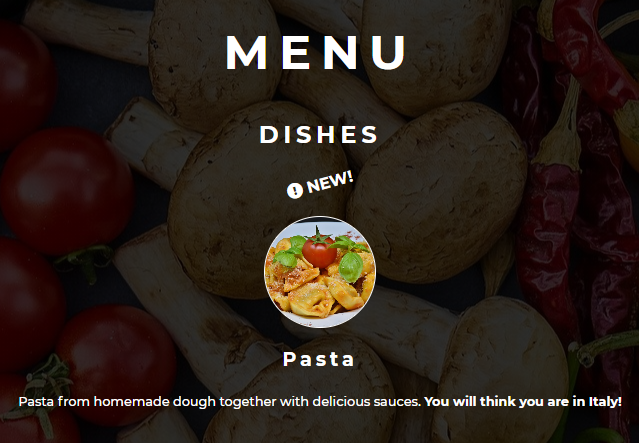 MENU
DISHES
! NEW!
Pasta
Pasta from homemade dough together with delicious sauces. You will think you are in Italy!